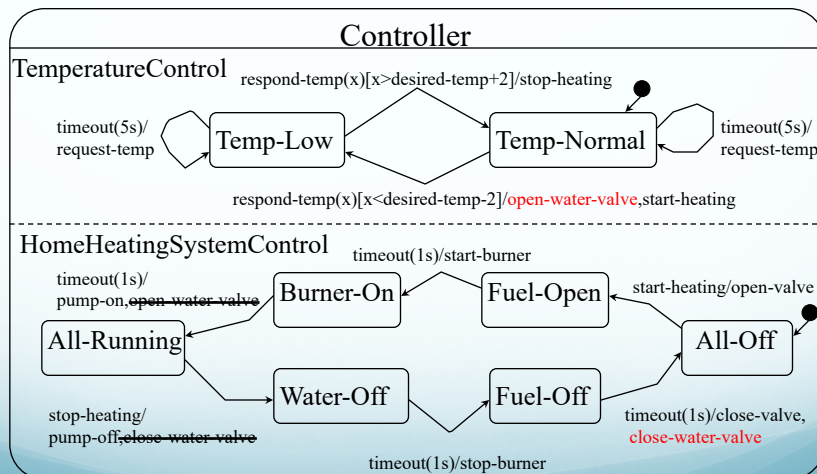 Controller
TemperatureControl
respond-temp(x)[x>desired-temp+2]/stop-heating
timeout(5s)/
request-temp
Temp-Low
Temp-Normal
timeout(5s)/
request-temp
respond-temp(x)[x<desired-temp-2]/open-water-valve,start-heating
HomeHeatingSystemControl
timeout(1s)/start-burner
timeout(1s)/
pump-on,open-water-valve
Burner-On
Fuel-Open
start-heating/open-valve
All-Running
All-Off
Water-Off
Fuel-Off
stop-heating/
pump-off,close-water-valve
timeout(1s)/close-valve,
close-water-valve
timeout(1s)/stop-burner